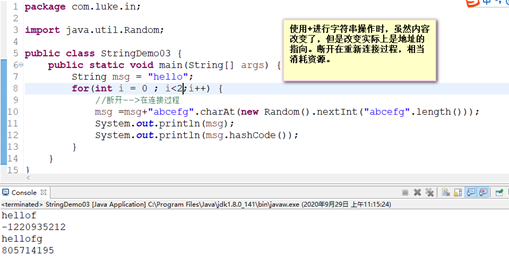 1 package com.luke.in;
2
3 import java.util.Random;
4
5 public class StringDemo03 {
6 public static void main(String[] args) {
7 String msg = "hello";
8 for(int i = 0 ; i<2;i++) {
9 //断开-->在连接过程
10 msg =msg+"abcefg".charAt(new Random().nextInt("abcefg".length()));
11 System.out.println(msg);
12 System.out.println(msg.hashCode());
13 }
14 }
15 }
使用+进行字符串操作时，虽然内容
改变了，但是改变实际上是地址的
指向。断开在重新连接过程，相当
消耗资源。
Console
<terminated> StringDemo03 [Java Application] C:\Program Files\Java\jdk1.8.0_141\bin\javaw.exe (2020年9月29日 上午11:15:24)
hellof
-1220935212
hellofg
805714195